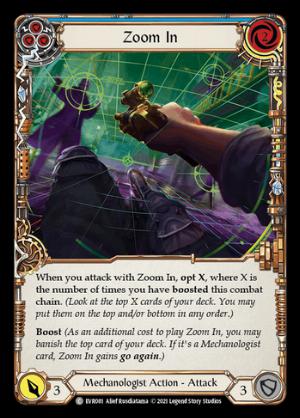 2
Zoom In
When you attack with Zoom In, opt X, where X is
the number of times you have boosted this combat
chain. (Look at the top X cards of your deck. You may
put them on the top and/or bottom in any order.)
Boost (As an additional cost to play Zoom In, you may
banish the top card of your deck. If it's a Mechanologist
card, Zoom In gains go again.)
3
Mechanologist Action - Attack
3
C EVR081 Alief Rusdiatama © 2021 Legend Story Studios